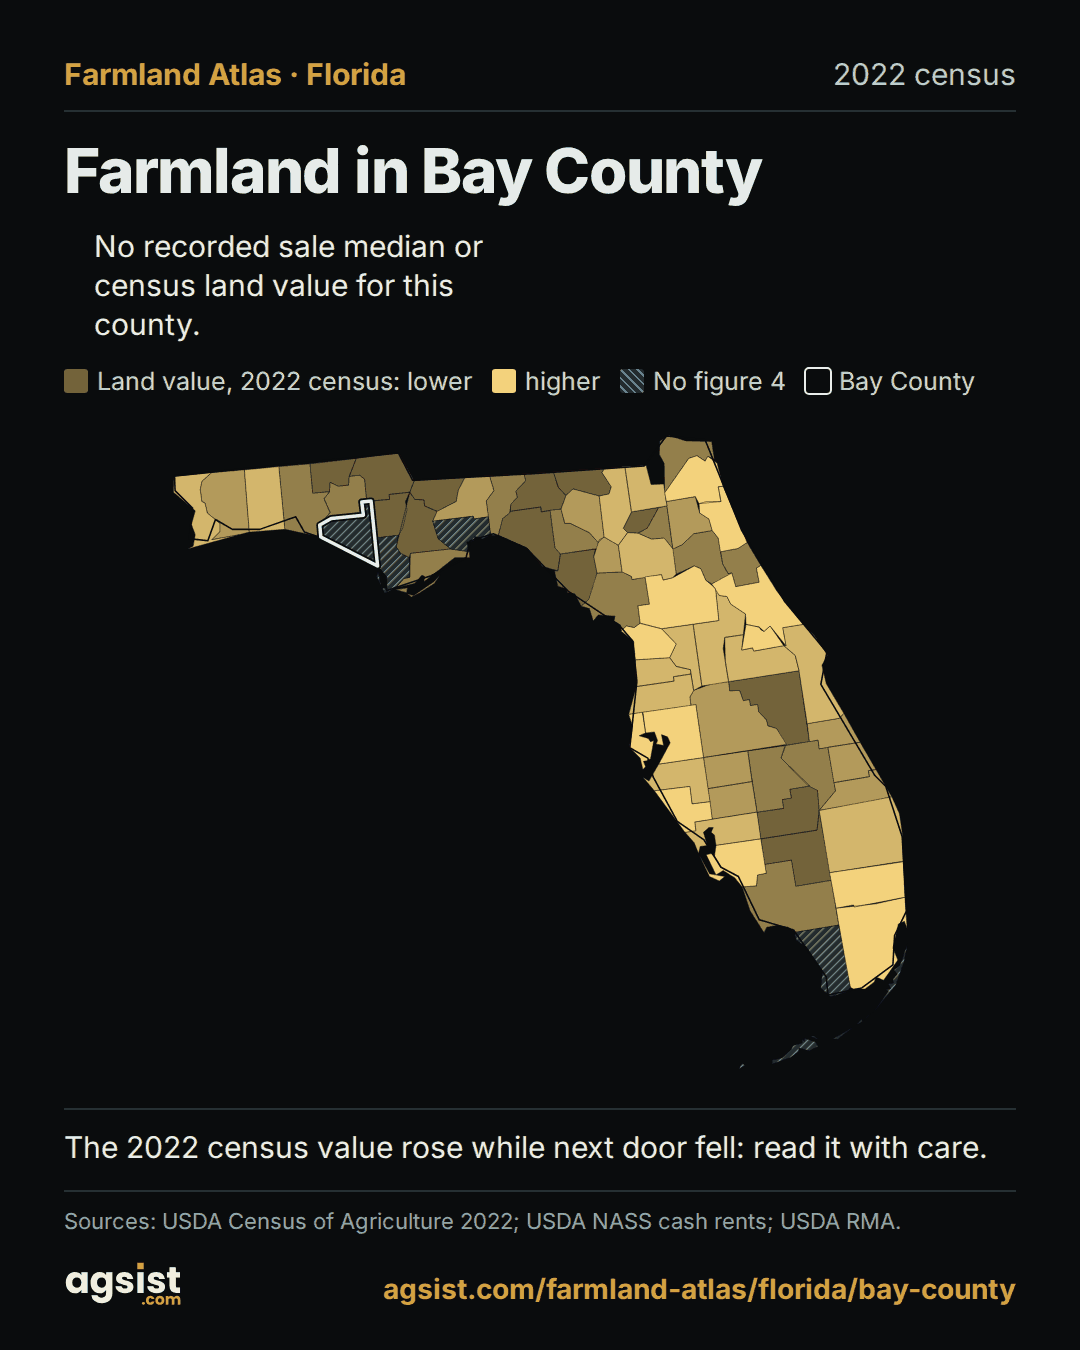 Farmland Atlas · Florida
2022 census
Farmland in Bay County
No recorded sale median or
census land value for this
county.
Land value, 2022 census: lower
higher
No figure 4
Bay County
The 2022 census value rose while next door fell: read it with care.
Sources: USDA Census of Agriculture 2022; USDA NASS cash rents; USDA RMA.
agsist
.com
agsist.com/farmland-atlas/florida/bay-county